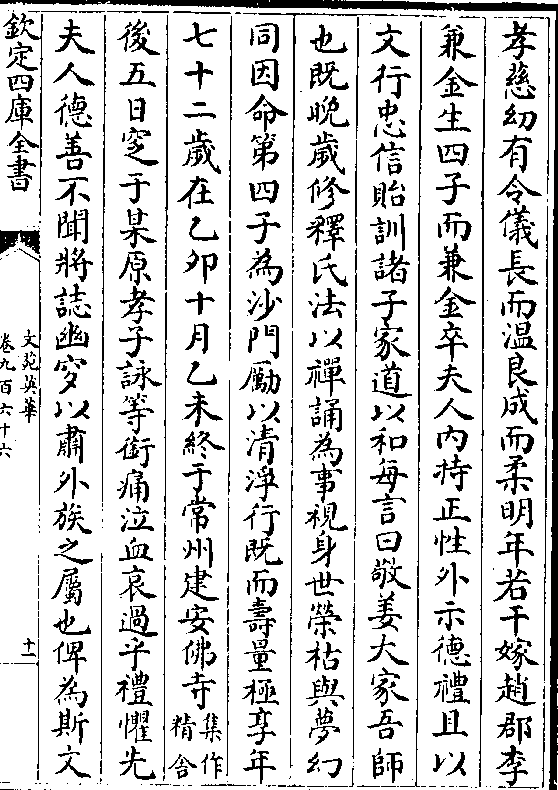 孝慈幼有令儀長而溫良成而柔明年若干嫁趙郡李
兼金生四子而兼金卒夫人内持正性外示德禮且以
文行忠信貽訓諸子家道以和每言曰敬姜大家吾師
也既晚歲修釋氏法以禪誦為事視身世榮枯與夢幻
同因命第四子為沙門勵以清淨行既而壽量極享年
七十二歲在乙卯十月乙未終于常州建安佛寺集作精舍
後五日窆于某原孝子詠等銜痛泣血哀過乎禮懼先
夫人德善不聞將誌幽穸以肅外族之屬也俾為斯文
欽定四庫全書
文苑英華
卷九百六十六
十一